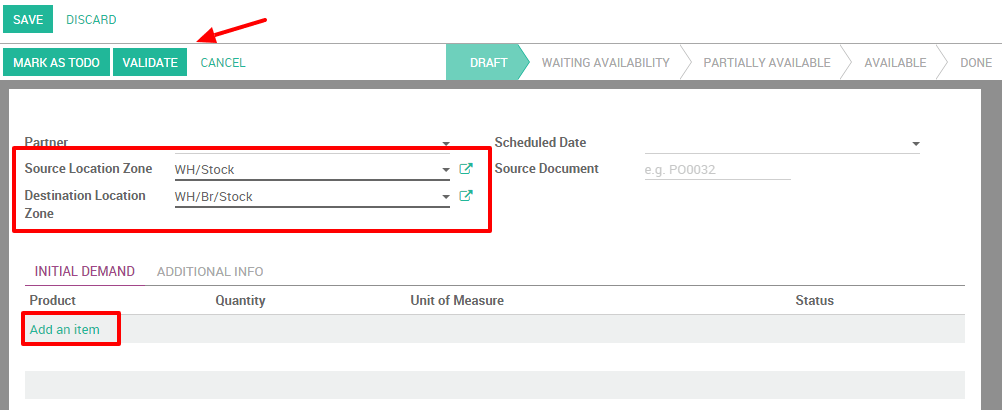 SAVE DISCARD
MARK AS TODO VALIDATE CANCEL DRAFT WAITING AVAILABILITY PARTIALLY AVAILABLE AVAILABLE DONE
Partner Scheduled Date
Source Location Zone WH/Stock Source Document e.g. PO0032
Destination Location WH/Br/Stock
Zone
INITIAL DEMAND ADDITIONAL INFO
Product Quantity Unit of Measure Status
Add an item